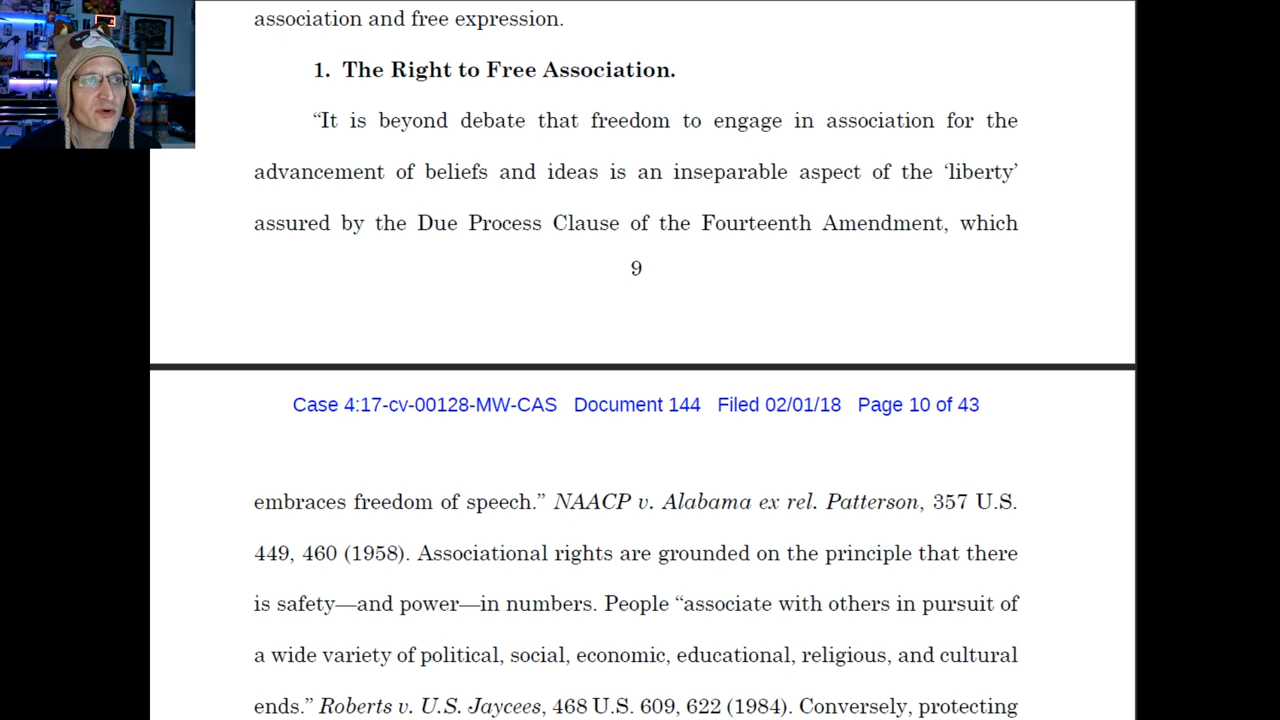 association and free expression.
1. The Right to Free Association.
“It is beyond debate that freedom to engage in association for the
advancement of beliefs and ideas is an inseparable aspect of the ‘liberty’
assured by the Due Process Clause of the Fourteenth Amendment, which
9
Case 4:17-cv-00128-MW-CAS Document 144 Filed 02/01/18 Page 10 of 43
embraces freedom of speech.” NAACP v. Alabama ex rel. Patterson, 357 U.S.
449, 460 (1958). Associational rights are grounded on the principle that there
is safety—and power—in numbers. People “associate with others in pursuit of
a wide variety of political, social, economic, educational, religious, and cultural
ends.” Roberts v. U.S. Jaycees, 468 U.S. 609, 622 (1984). Conversely, protecting